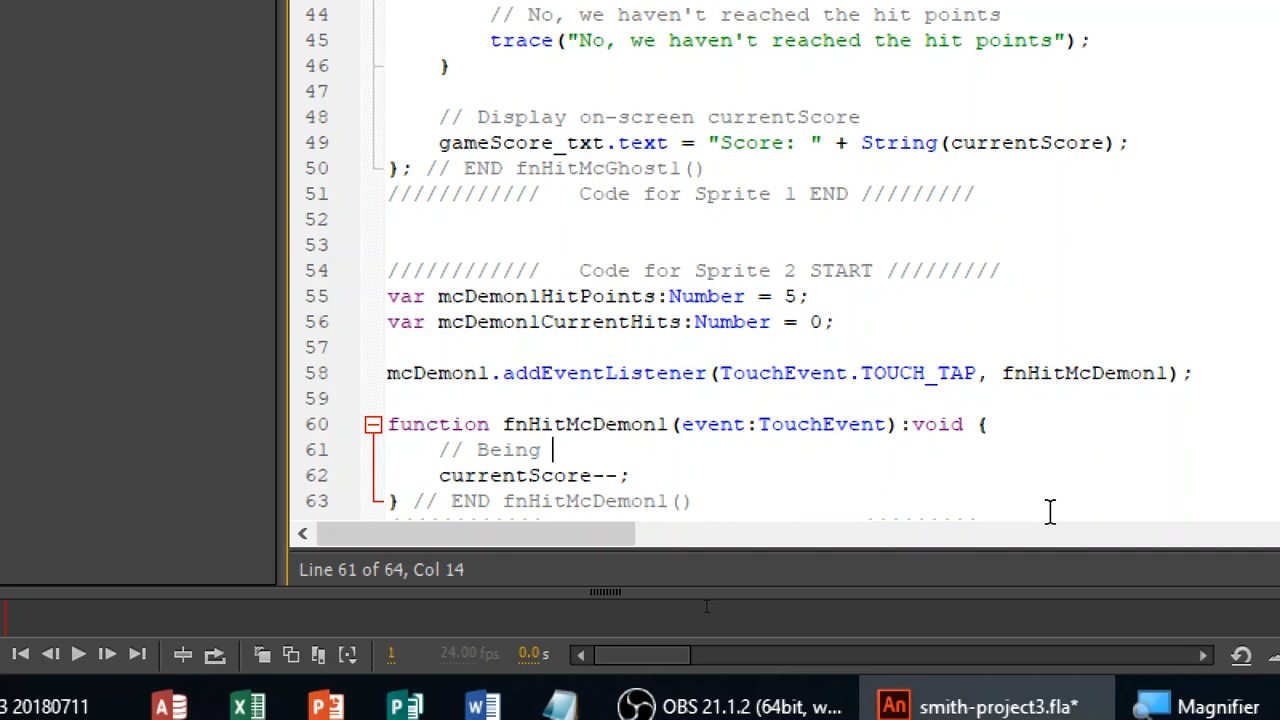 44 // No, we haven't reached the hit points
45 trace("No, we haven't reached the hit points");
46 }
47
48 // Display on-screen currentScore
49 gameScore_txt.text = "Score: " + String(currentScore);
50 }; // END fnHitMcGhost1()
51 //////////// Code for Sprite 1 END /////////
52
53
54 //////////// Code for Sprite 2 START /////////
55 var mcDemon1HitPoints:Number = 5;
56 var mcDemon1CurrentHits:Number = 0;
57
58 mcDemon1.addEventListener(TouchEvent.TOUCH_TAP, fnHitMcDemon1);
59
60 function fnHitMcDemon1(event:TouchEvent):void {
61 // Being
62 currentScore--;
63 } // END fnHitMcDemon1()
Line 61 of 64, Col 14
1 24.00 fps 0.0 s
3 20180711 OBS 21.1.2 (64bit, w... An smith-project3.fla* Magnifier